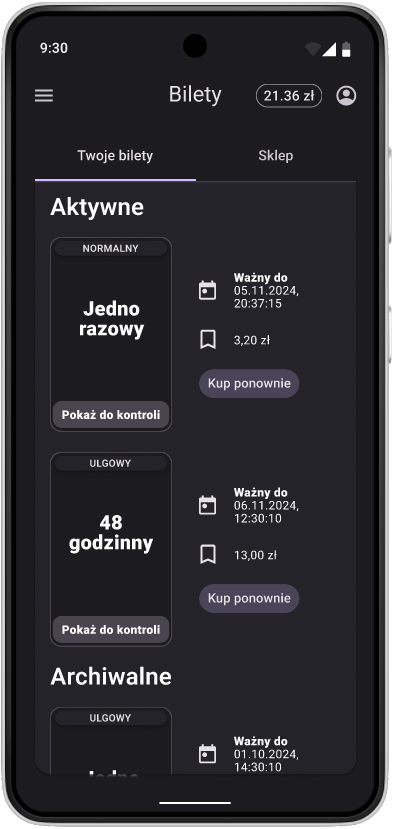 9:30
Bilety
21.36 zł
Twoje bilety
Sklep
Aktywne
NORMALNY
Jedno
razowy
Pokaż do kontroli
Ważny do
05.11.2024,
20:37:15
3,20 zł
Kup ponownie
ULGOWY
48
godzinny
Pokaż do kontroli
Ważny do
06.11.2024,
12:30:10
13,00 zł
Kup ponownie
Archiwalne
ULGOWY
Ważny do
01.10.2024,
14:30:10